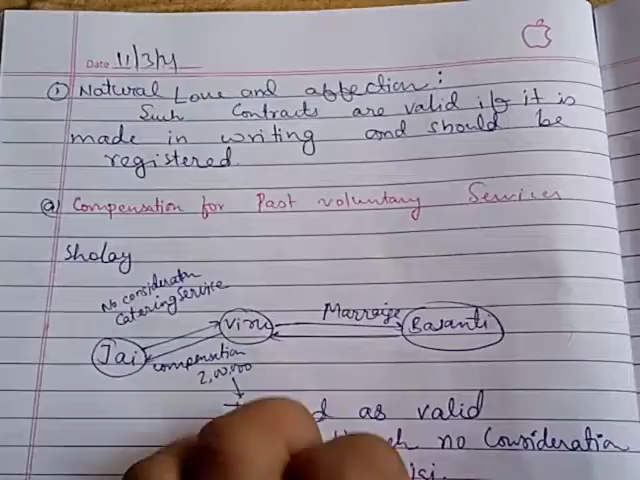 Date 11/3/21
① Natural Love and affection:
Such Contracts are valid if it is
made in writing and should be
registered.
② Compensation for Past voluntary Services
Sholay
No consideration
Catering Service
Viru
Marraige
Basanti
Jai
compensation
2,00,000
d as valid
no Consideration